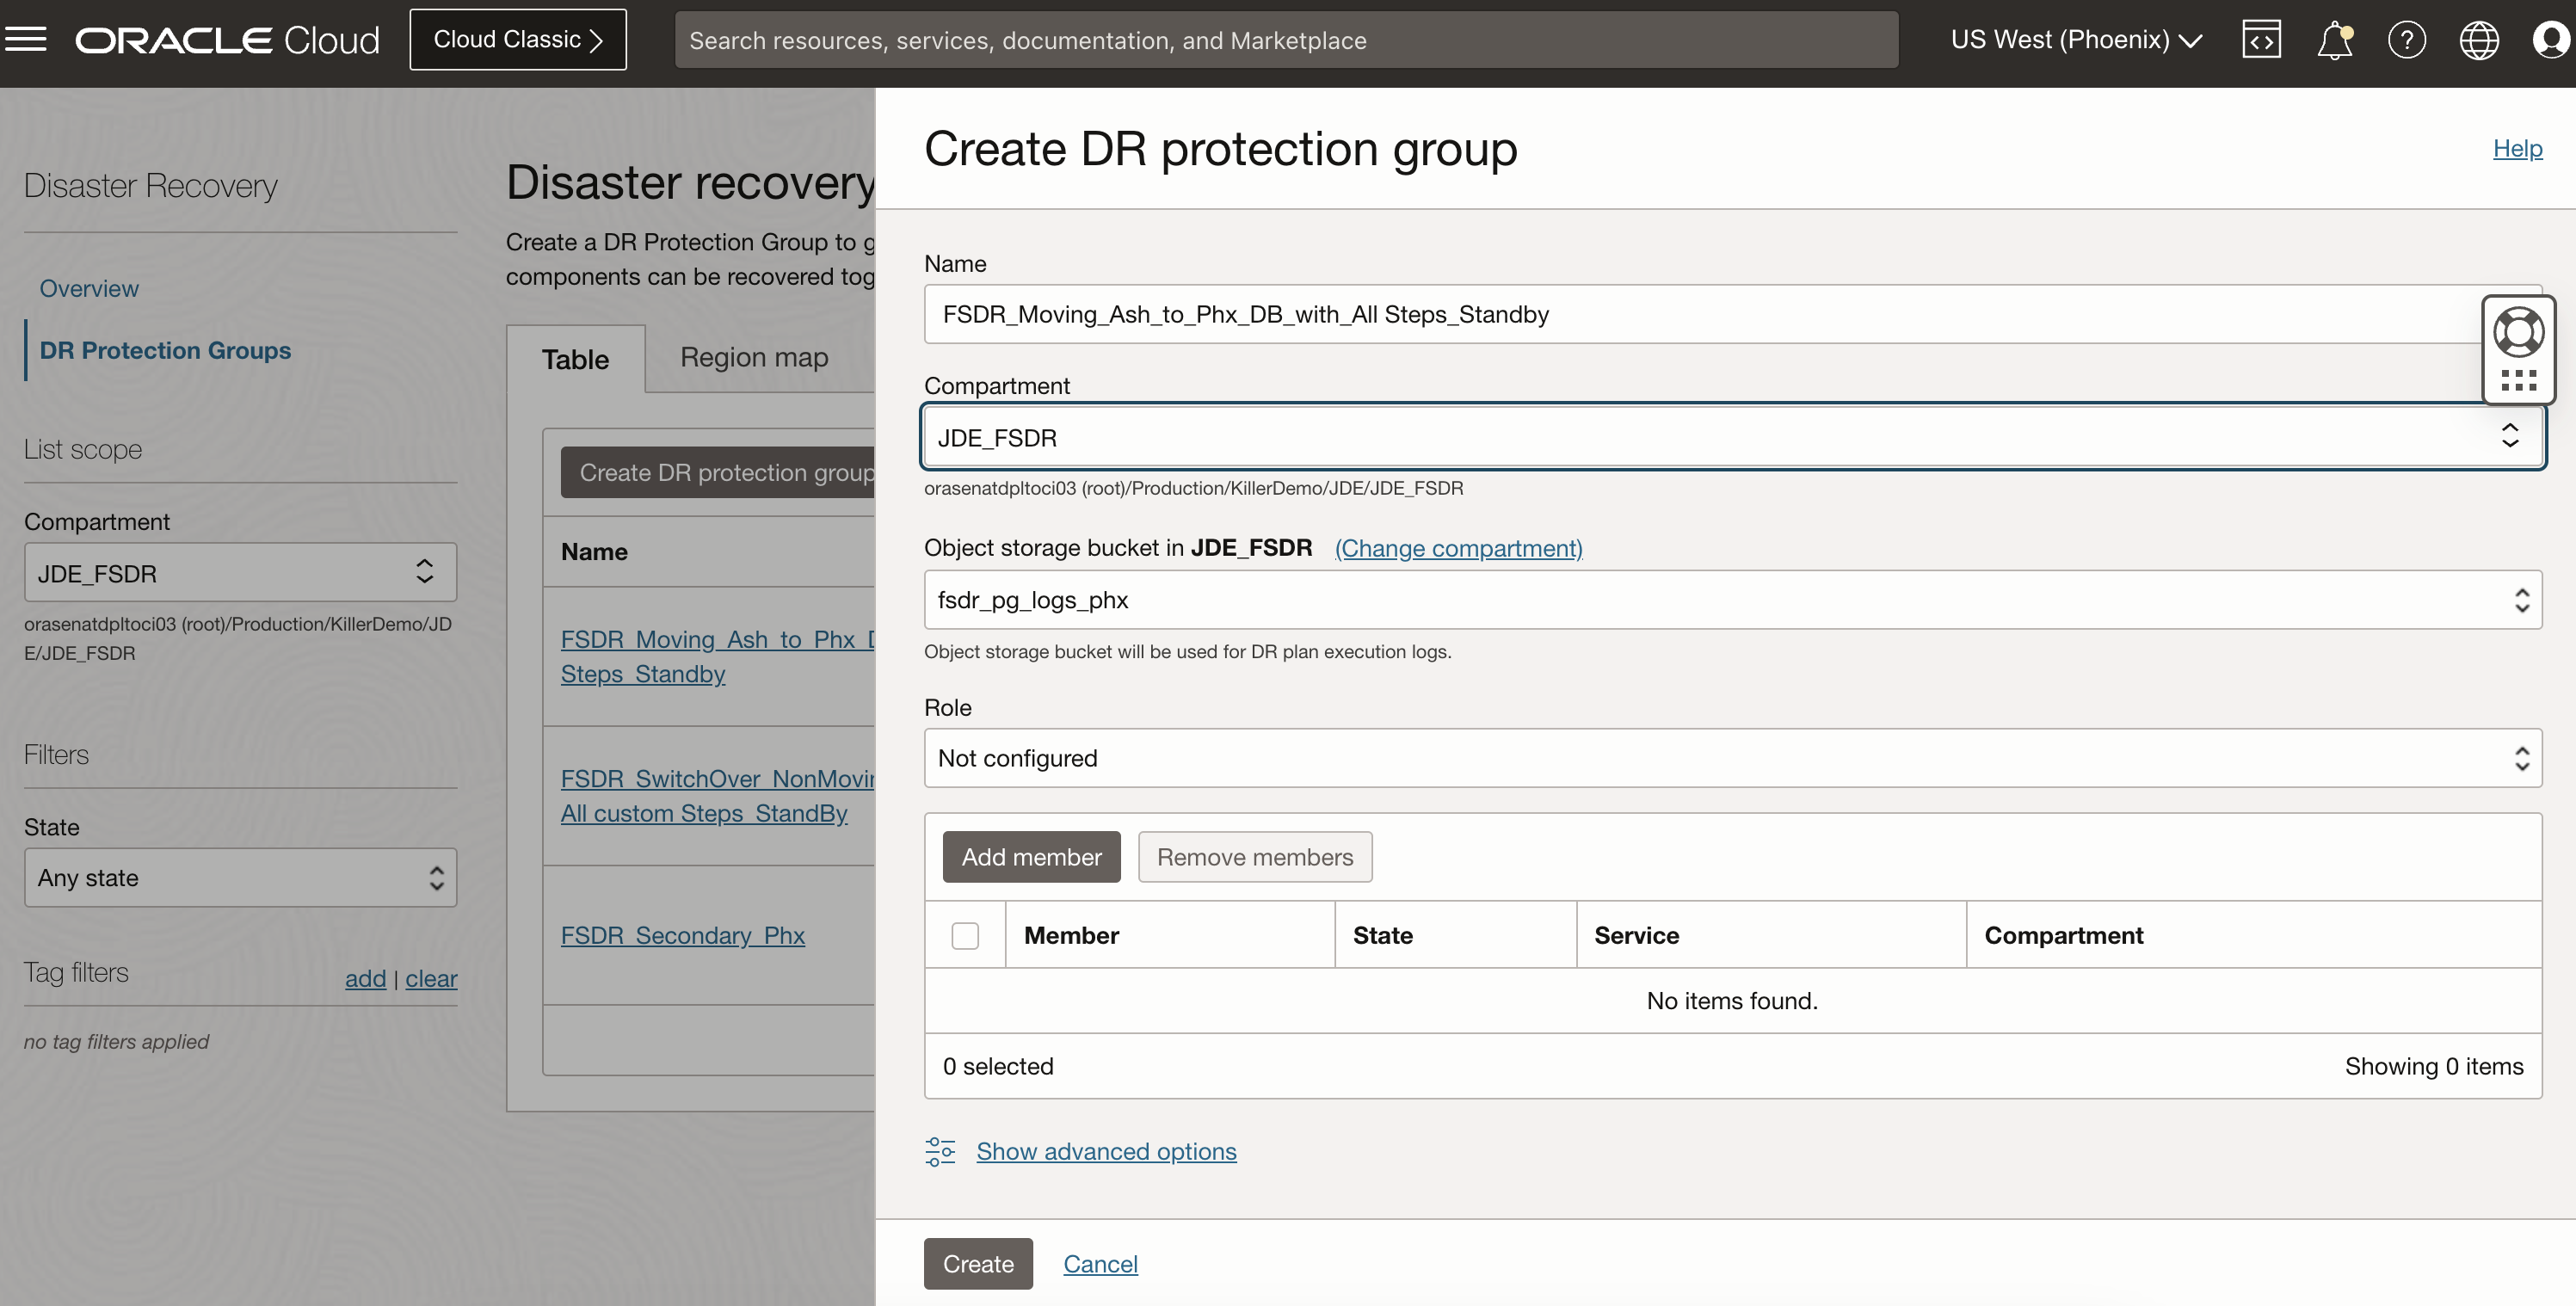 ORACLE Cloud
Cloud Classic
Search resources, services, documentation, and Marketplace
US West (Phoenix)
Disaster Recovery
Overview
DR Protection Groups
List scope
Compartment
JDE_FSDR
orasenatdpltoci03 (root)/Production/KillerDemo/JD
E/JDE_FSDR
Filters
State
Any state
Tag filters
add | clear
no tag filters applied
Disaster recovery
Create a DR Protection Group to g
components can be recovered tog
Table
Region map
Create DR protection group
Name
FSDR_Moving_Ash_to_Phx_D
Steps_Standby
FSDR_SwitchOver_NonMovin
All custom Steps_StandBy
FSDR_Secondary_Phx
Create DR protection group
Help
Name
FSDR_Moving_Ash_to_Phx_DB_with_All Steps_Standby
Compartment
JDE_FSDR
orasenatdpltoci03 (root)/Production/KillerDemo/JDE/JDE_FSDR
Object storage bucket in JDE_FSDR (Change compartment)
fsdr_pg_logs_phx
Object storage bucket will be used for DR plan execution logs.
Role
Not configured
Add member
Remove members
Member State Service Compartment
No items found.
0 selected
Showing 0 items
Show advanced options
Create
Cancel